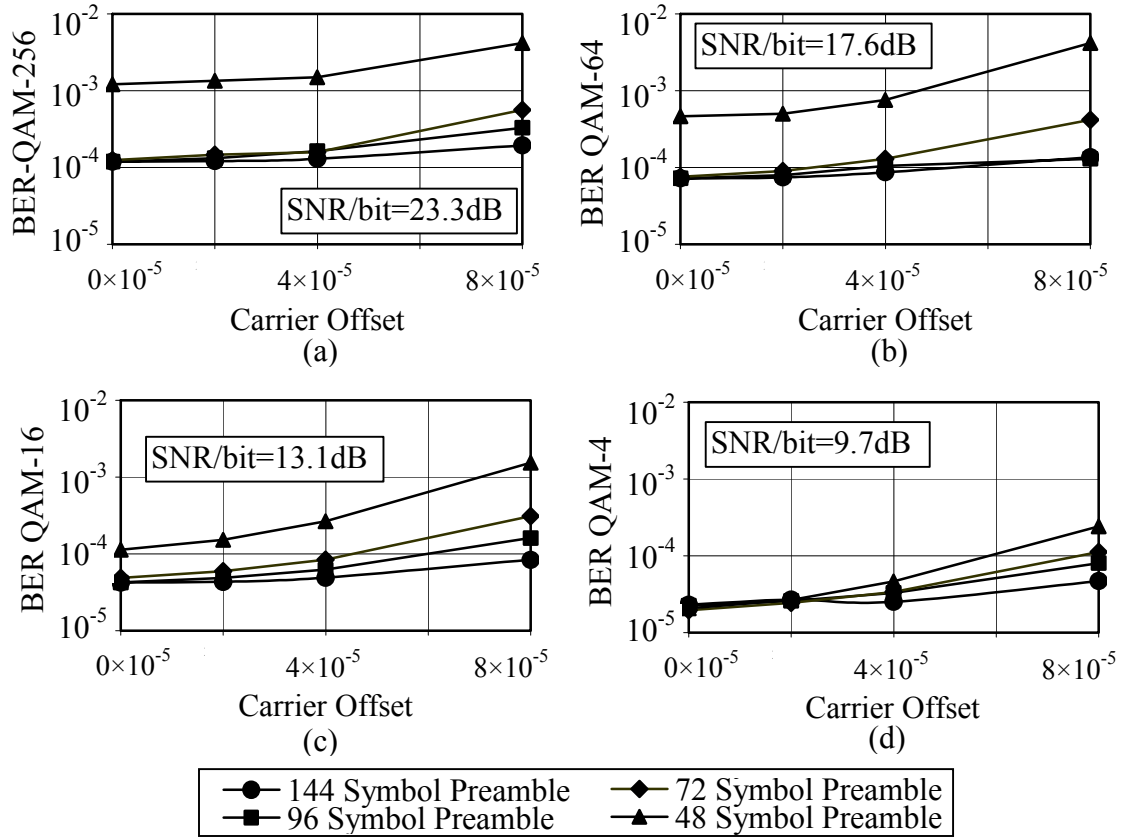 10⁻²
10⁻³
10⁻⁴
10⁻⁵
BER-QAM-256
SNR/bit=23.3dB
0×10⁻⁵ 4×10⁻⁵ 8×10⁻⁵
Carrier Offset
(a)
10⁻²
10⁻³
10⁻⁴
10⁻⁵
BER QAM-64
SNR/bit=17.6dB
0×10⁻⁵ 4×10⁻⁵ 8×10⁻⁵
Carrier Offset
(b)
10⁻²
10⁻³
10⁻⁴
10⁻⁵
BER QAM-16
SNR/bit=13.1dB
0×10⁻⁵ 4×10⁻⁵ 8×10⁻⁵
Carrier Offset
(c)
10⁻²
10⁻³
10⁻⁴
10⁻⁵
BER QAM-4
SNR/bit=9.7dB
0×10⁻⁵ 4×10⁻⁵ 8×10⁻⁵
Carrier Offset
(d)
144 Symbol Preamble
72 Symbol Preamble
96 Symbol Preamble
48 Symbol Preamble